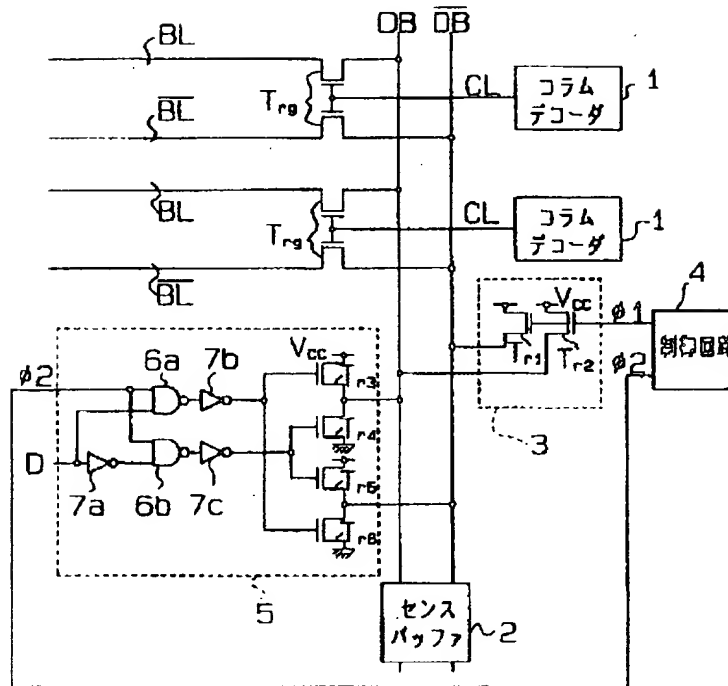 DB D̅B̅
BL
Trg
CL
コラム
デコーダ
1
B̅L̅
BL
Trg
CL
コラム
デコーダ
1
B̅L̅
Vcc
φ1
4
制御回路
Tr1
Tr2
φ2
3
φ2
6a
7b
Vcc
r3
r4
D
7a
6b
7c
r5
r6
5
センス
バッファ
2